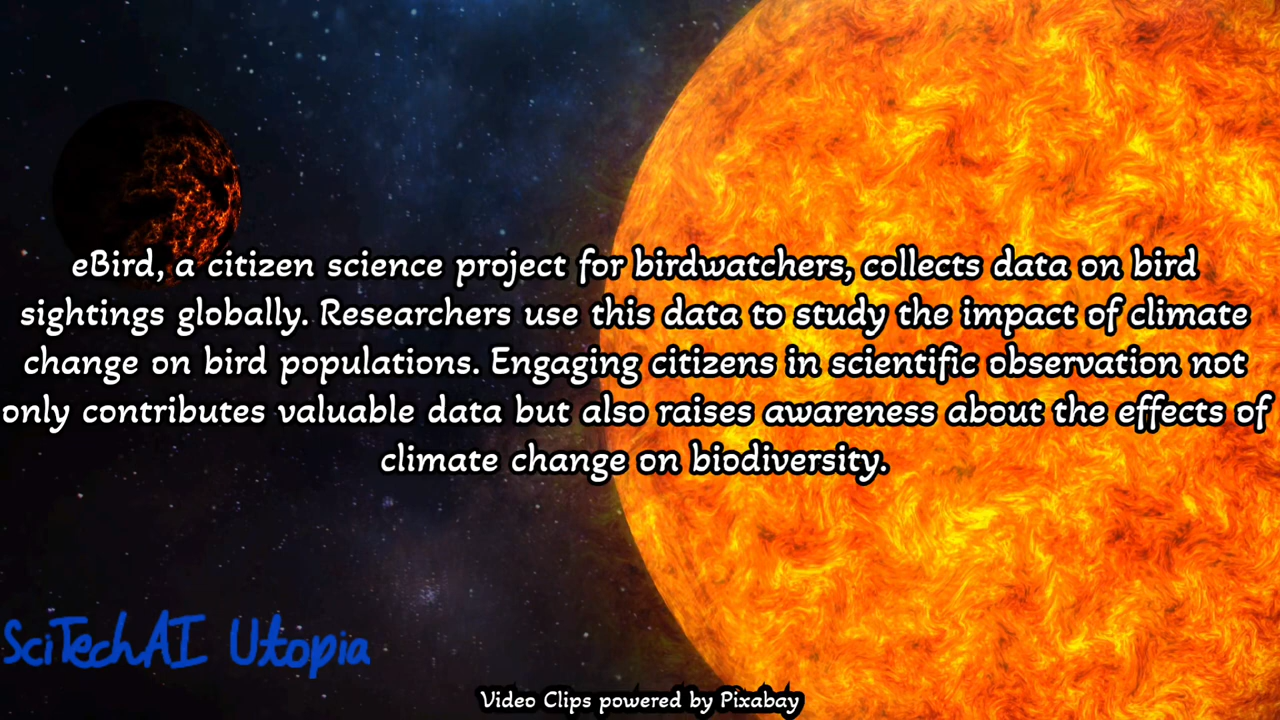 eBird, a citizen science project for birdwatchers, collects data on bird
sightings globally. Researchers use this data to study the impact of climate
change on bird populations. Engaging citizens in scientific observation not
only contributes valuable data but also raises awareness about the effects of
climate change on biodiversity.
SciTechAI Utopia
Video Clips powered by Pixabay